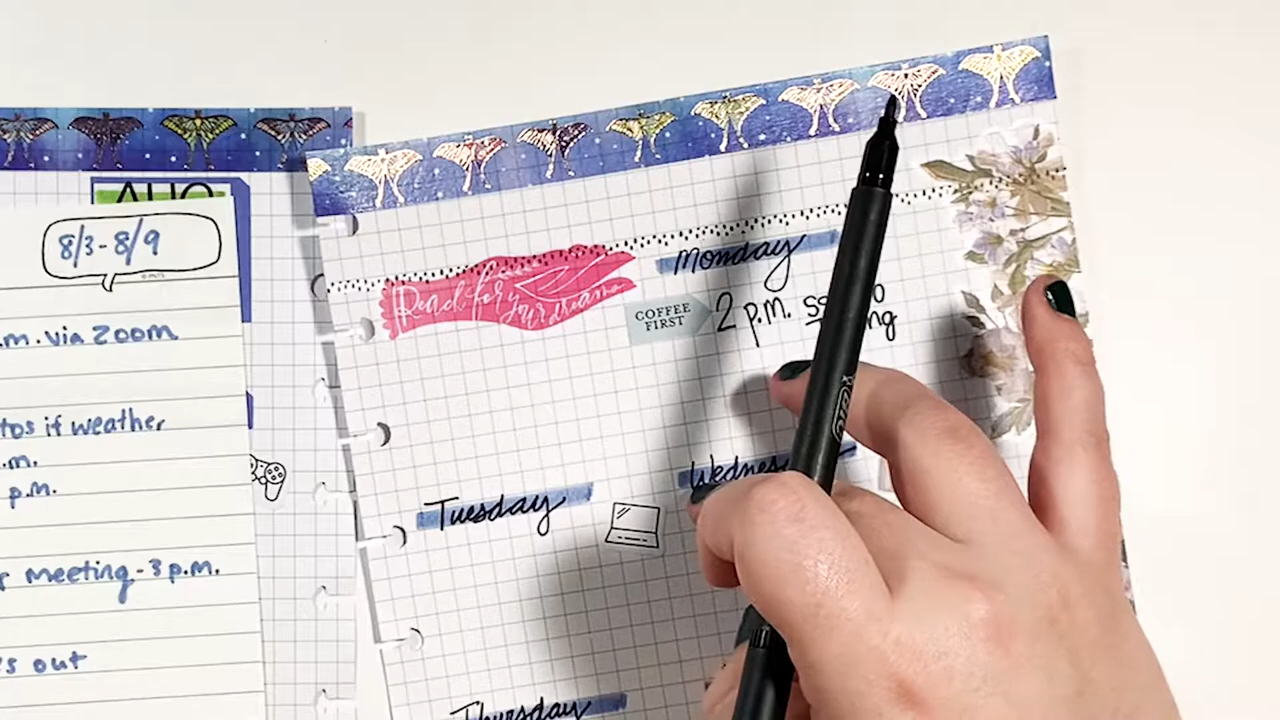 8/3-8/9
.m. via Zoom
tos if weather
.m.
p.m.
meeting-3 p.m.
s out
Read for your dreams
Monday
COFFEE
FIRST
2 p.m.
Tuesday
Wednes
Thursday